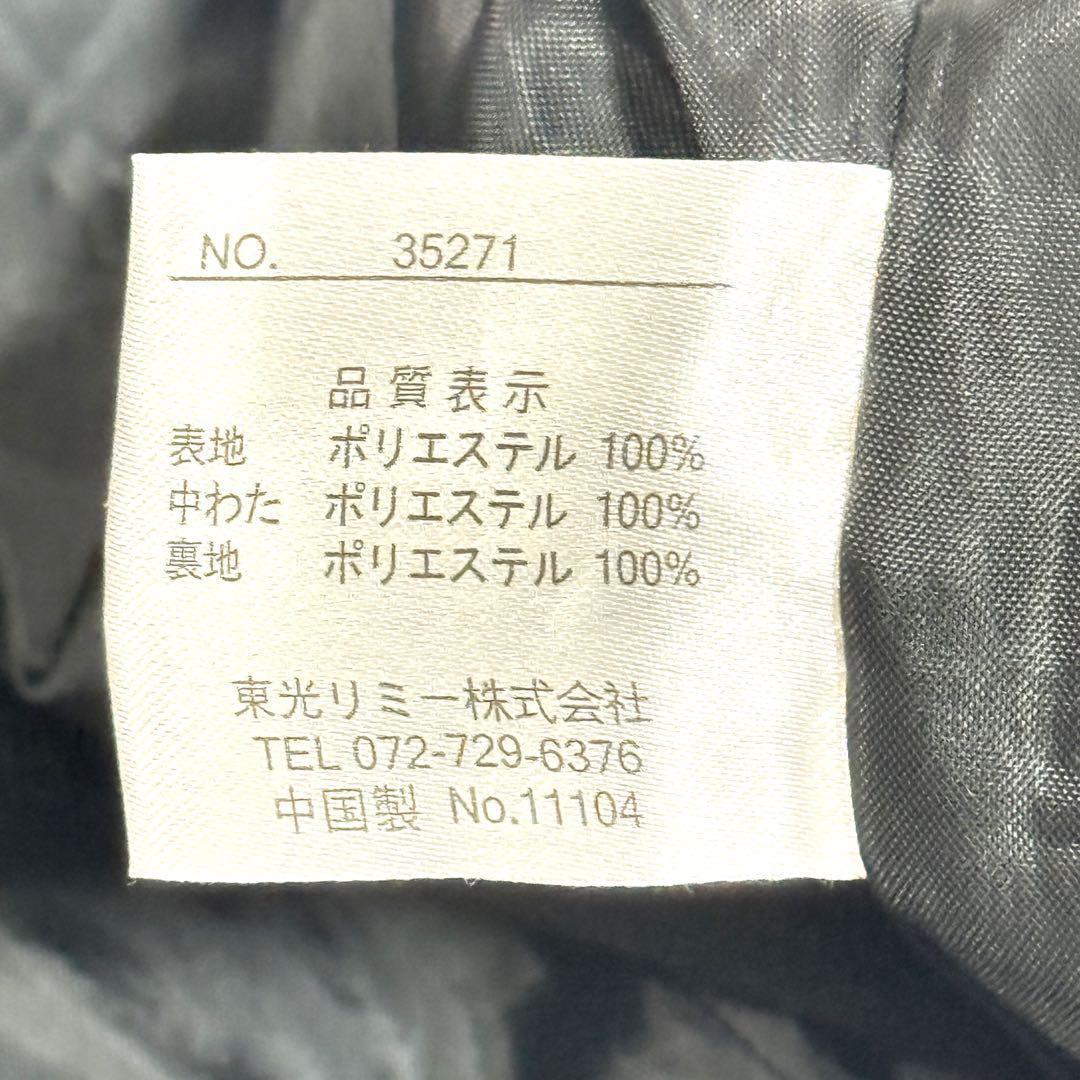 NO. 35271
品質表示
表地 ポリエステル 100%
中わた ポリエステル 100%
裏地 ポリエステル 100%
東光リミー株式会社
TEL 072-729-6376
中国製 No.11104